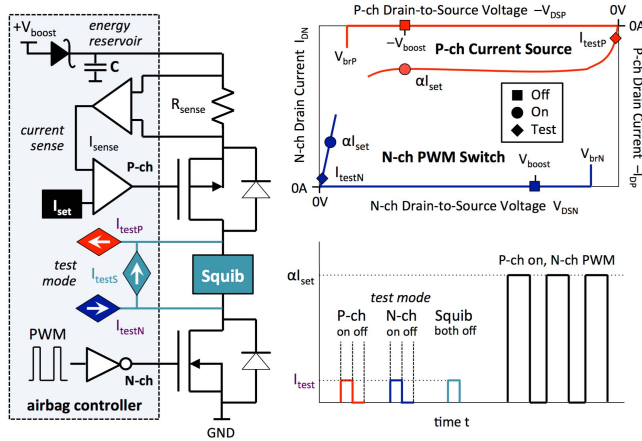 +V_boost
energy
reservoir
C
current
sense
I_sense
R_sense
P-ch
I_set
I_testP
test
mode
I_testS
Squib
I_testN
PWM
N-ch
airbag controller
GND
P-ch Drain-to-Source Voltage –V_DSP
0V
0A
V_brP
–V_boost
P-ch Current Source
I_testP
αI_set
Off
On
Test
αI_set
N-ch PWM Switch
V_boost
V_brN
I_testN
0A
0V
N-ch Drain-to-Source Voltage V_DSN
N-ch Drain Current I_DN
P-ch Drain Current –I_DP
αI_set
P-ch on, N-ch PWM
test mode
P-ch N-ch Squib
on off on off both off
I_test
time t